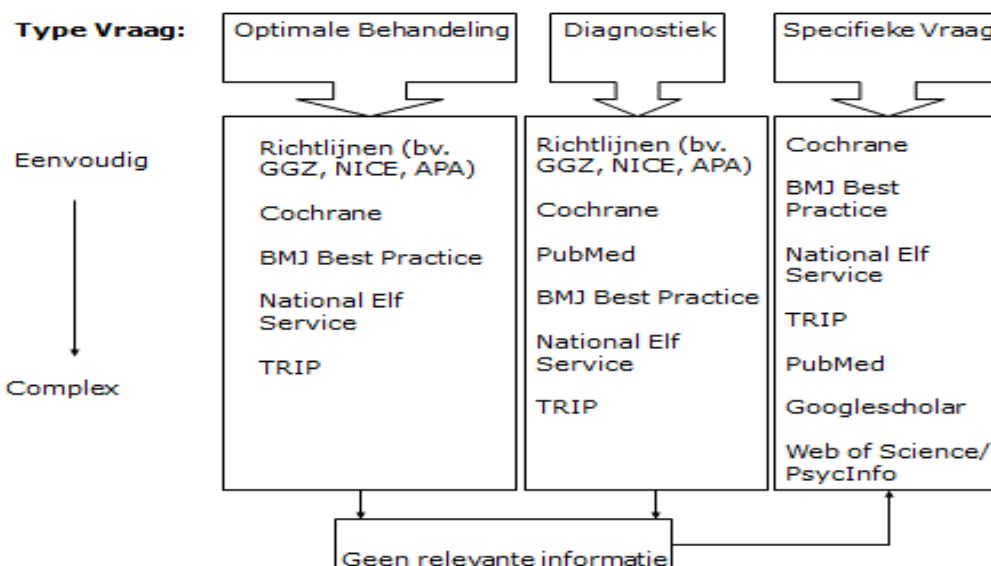 Type Vraag:
Optimale Behandeling
Diagnostiek
Specifieke Vraag
Eenvoudig
Complex
Richtlijnen (bv.
GGZ, NICE, APA)
Cochrane
BMJ Best Practice
National Elf
Service
TRIP
Richtlijnen (bv.
GGZ, NICE, APA)
Cochrane
PubMed
BMJ Best Practice
National Elf
Service
TRIP
Cochrane
BMJ Best
Practice
National Elf
Service
TRIP
PubMed
Googlescholar
Web of Science/
PsycInfo
Geen relevante informatie